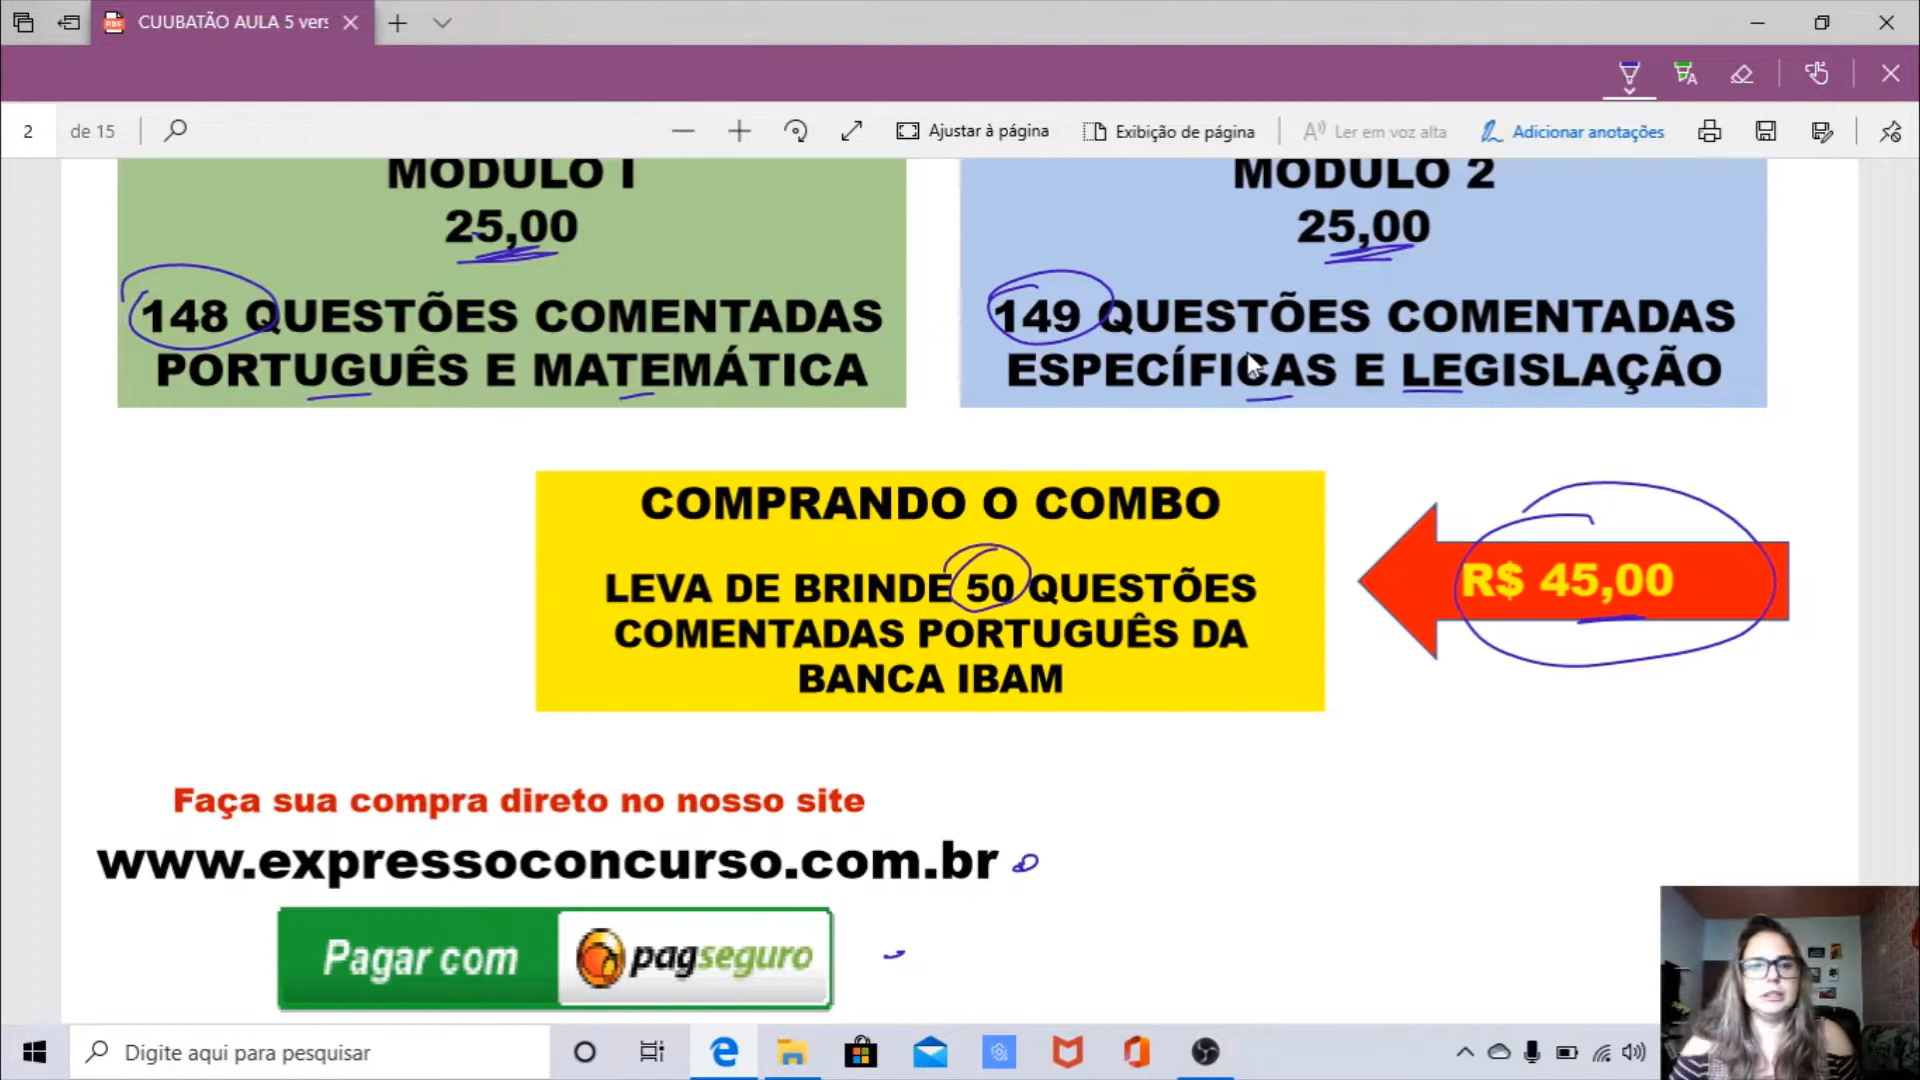 CUUBATÃO AULA 5 vers
2 de 15
Ajustar à página
Exibição de página
Ler em voz alta
Adicionar anotações
MÓDULO 1
25,00
148 QUESTÕES COMENTADAS
PORTUGUÊS E MATEMÁTICA
MÓDULO 2
25,00
149 QUESTÕES COMENTADAS
ESPECÍFICAS E LEGISLAÇÃO
COMPRANDO O COMBO
LEVA DE BRINDE 50 QUESTÕES
COMENTADAS PORTUGUÊS DA
BANCA IBAM
R$ 45,00
Faça sua compra direto no nosso site
www.expressoconcurso.com.br
Pagar com pagseguro
Digite aqui para pesquisar